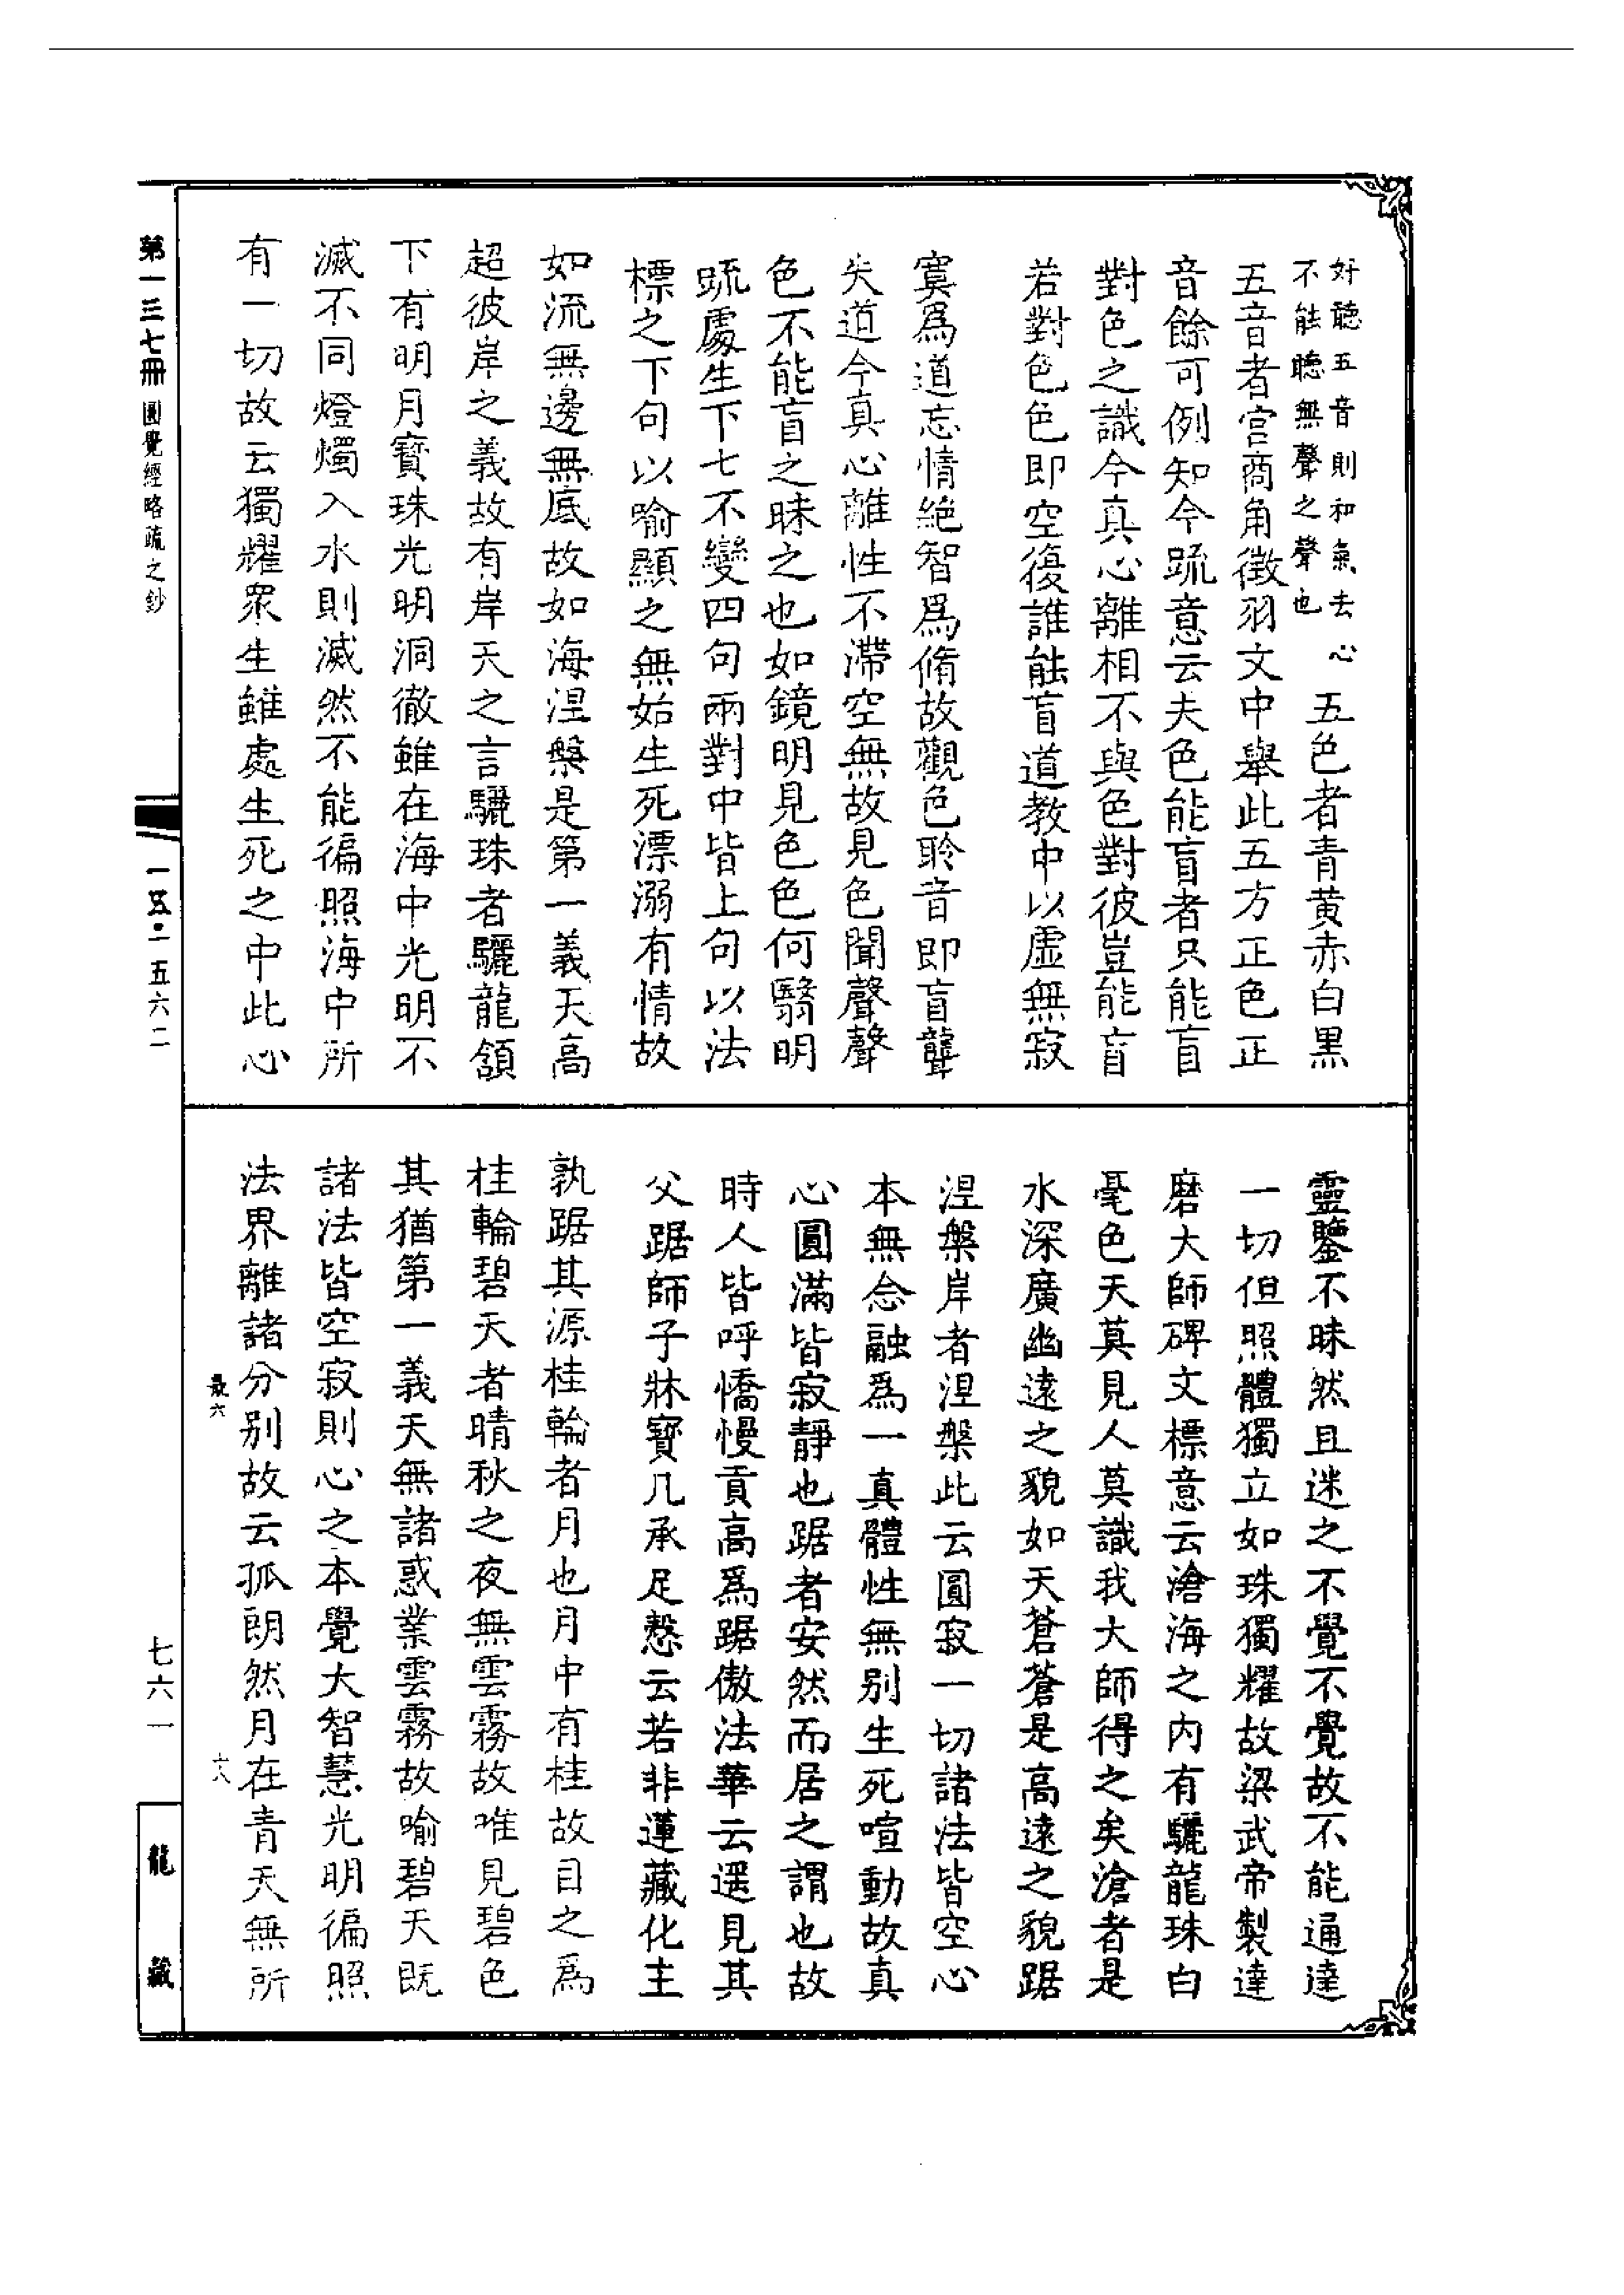 好聽五音則和氣去心
不能聽無聲之聲也
五色者青黄赤白黒
五音者宮商角徵羽文中舉此五方正色正
音餘可例知今䟽意云夫色能盲者只能盲
對色之識今真心離相不與色對彼豈能盲
若對色色即空復誰能盲道教中以虛無寂
寞爲道忘情絶智爲脩故觀色聆音即盲聾
失道今真心離性不滯空無故見色聞聲聲
色不能盲之昧之也如鏡明見色色何翳明
䟽處生下七不變四句兩對中皆上句以法
標之下句以喻顯之無始生死漂溺有情故
如流無邊無底故如海涅槃是第一義天高
超彼岸之義故有岸天之言驪珠者驪龍頷
下有明月寳珠光明洞徹雖在海中光明不
滅不同燈燭入水則滅然不能徧照海中所
有一切故云獨耀衆生雖處生死之中此心
靈鑒不昧然且迷之不覺不覺故不能通達
一切但照體獨立如珠獨耀故梁武帝製達
磨大師碑文標意云滄海之内有驪龍珠白
毫色天莫見人莫識我大師得之矣滄者是
水深廣幽遠之貌如天蒼蒼是高遠之貌踞
涅槃岸者涅槃此云圓寂一切諸法皆空心
本無念融爲一真體性無别生死喧動故真
心圓滿皆寂靜也踞者安然而居之謂也故
時人皆呼憍慢貢高爲踞傲法華云遥見其
父踞師子牀寳几承足慤云若非蓮藏化主
孰踞其源桂輪者月也月中有桂故目之爲
桂輪碧天者晴秋之夜無雲霧故唯見碧色
其猶第一義天無諸惑業雲霧故喻碧天既
諸法皆空寂則心之本覺大智慧光明徧照
法界離諸分别故云孤朗然月在青天無所
最六
六八
第一三七冊 圓覺經略疏之鈔
一五·一五六二
七六一
龍藏